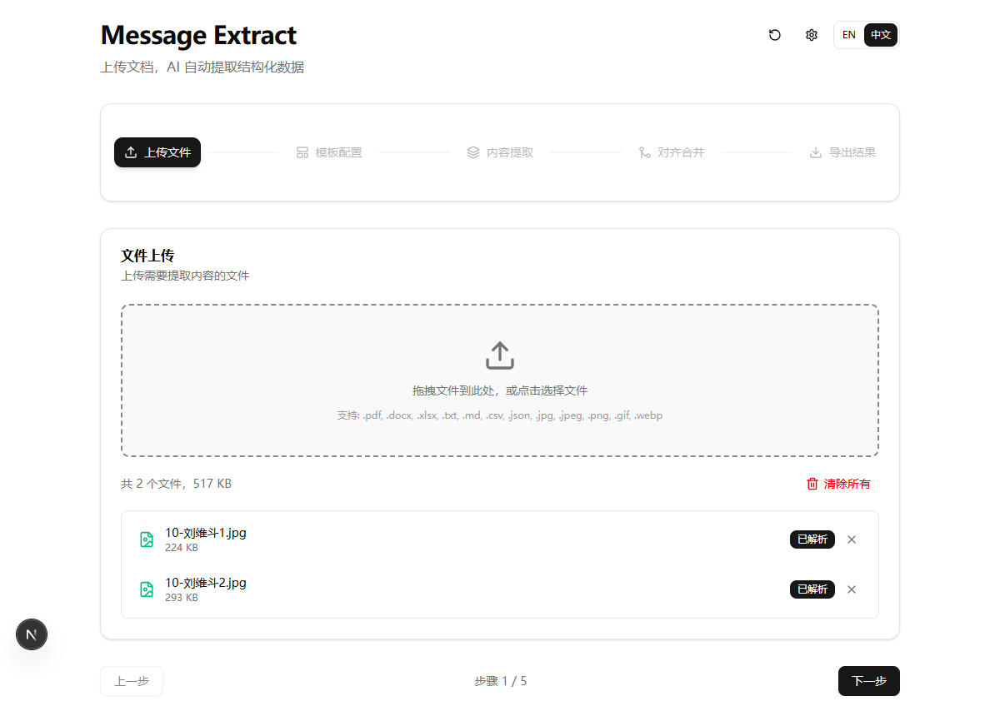 Message Extract
EN 中文
上传文档，AI 自动提取结构化数据
上传文件 模板配置 内容提取 对齐合并 导出结果
文件上传
上传需要提取内容的文件
拖拽文件到此处，或点击选择文件
支持: .pdf, .docx, .xlsx, .txt, .md, .csv, .json, .jpg, .jpeg, .png, .gif, .webp
共 2 个文件，517 KB 清除所有
10-刘维斗1.jpg 已解析
224 KB
10-刘维斗2.jpg 已解析
293 KB
N
上一步 步骤 1 / 5 下一步